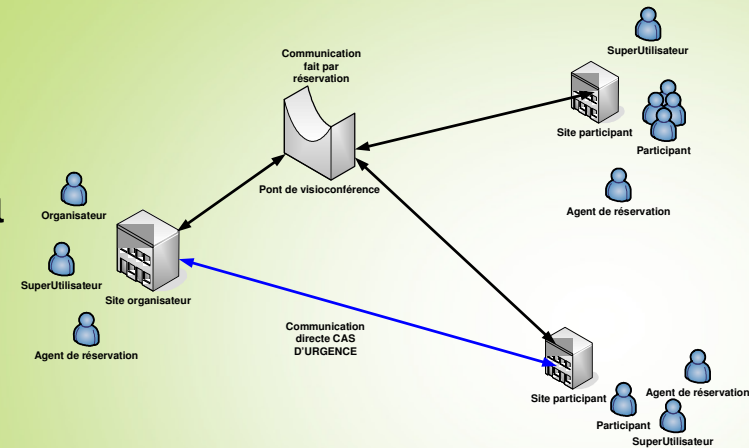 Communication
fait par
réservation
Pont de visioconférence
SuperUtilisateur
Site participant
Participant
Agent de réservation
Organisateur
SuperUtilisateur
Site organisateur
Agent de réservation
Communication
directe CAS
D'URGENCE
Site participant
Agent de réservation
Participant
SuperUtilisateur